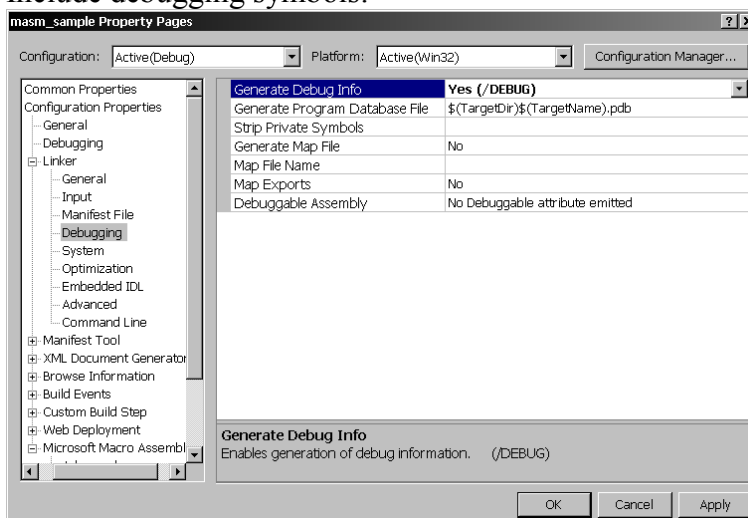 include debugging symbols.
masm_sample Property Pages
Configuration: Active(Debug) Platform: Active(Win32) Configuration Manager...
Common Properties
Configuration Properties
General
Debugging
Linker
General
Input
Manifest File
Debugging
System
Optimization
Embedded IDL
Advanced
Command Line
Manifest Tool
XML Document Generator
Browse Information
Build Events
Custom Build Step
Web Deployment
Microsoft Macro Assembl
Generate Debug Info Yes (/DEBUG)
Generate Program Database File $(TargetDir)$(TargetName).pdb
Strip Private Symbols
Generate Map File No
Map File Name
Map Exports No
Debuggable Assembly No Debuggable attribute emitted
Generate Debug Info
Enables generation of debug information. (/DEBUG)
OK Cancel Apply